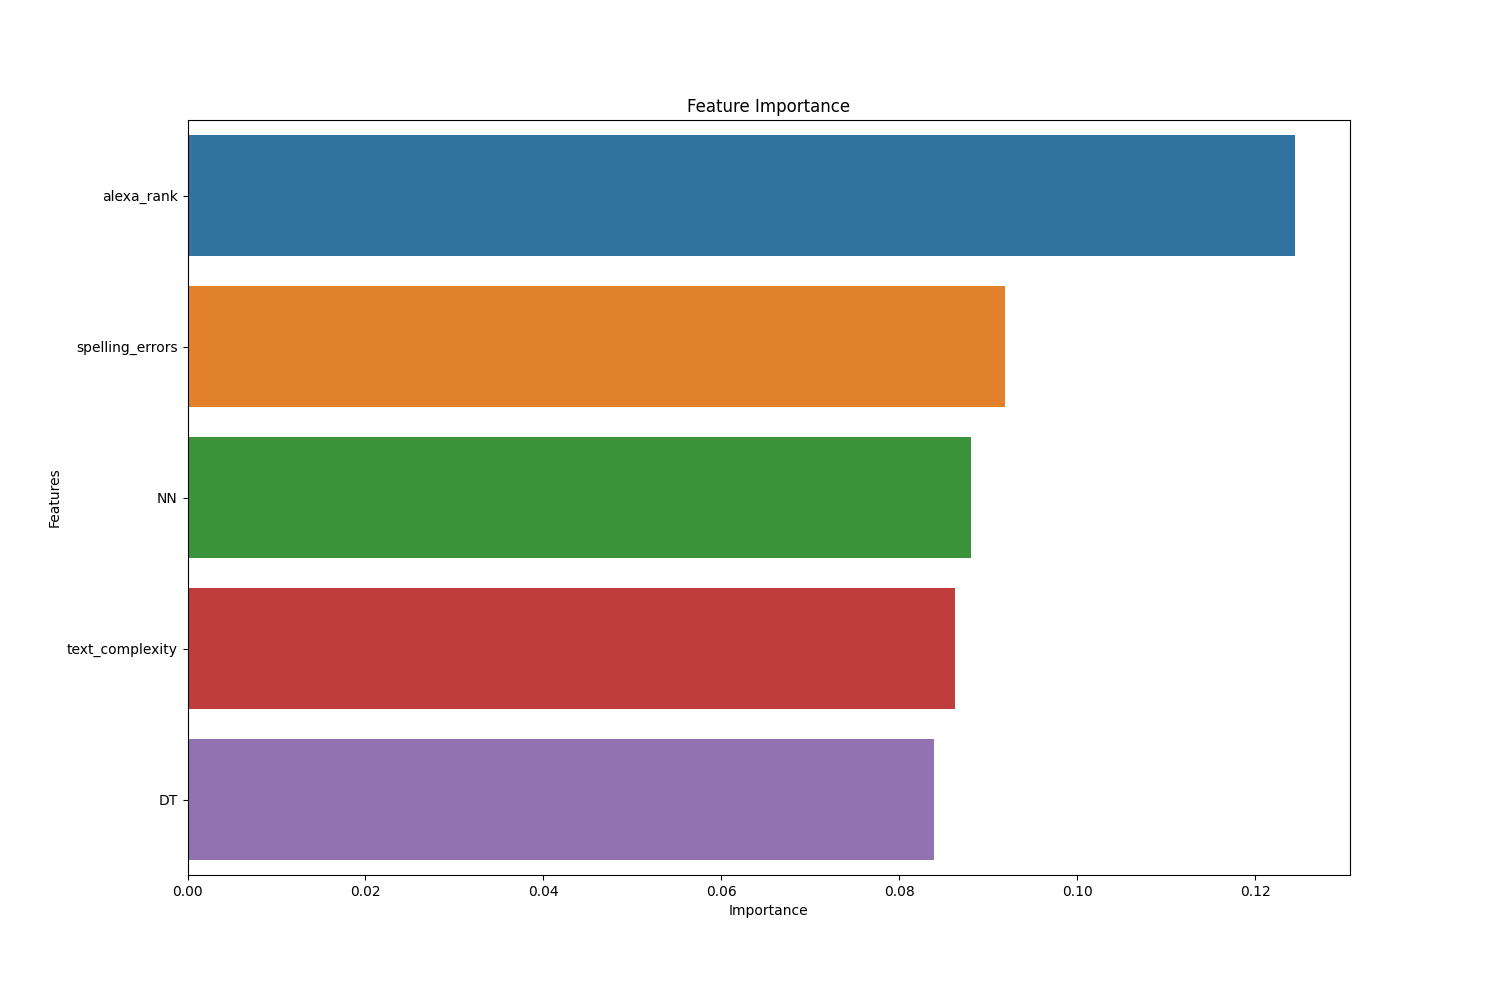 Feature Importance
alexa_rank
spelling_errors
NN
text_complexity
DT
Features
0.00 0.02 0.04 0.06 0.08 0.10 0.12
Importance